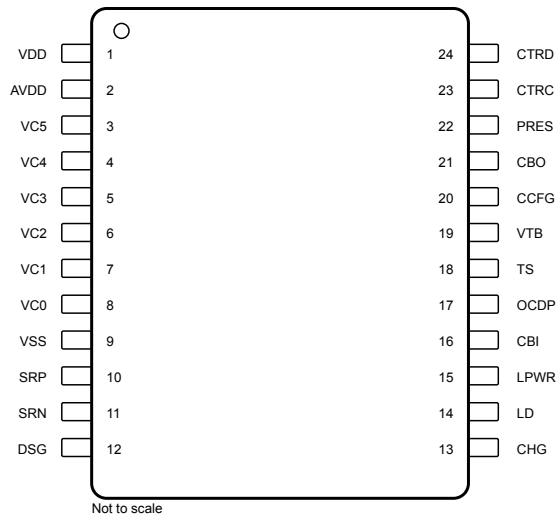 VDD 1 24 CTRD
AVDD 2 23 CTRC
VC5 3 22 PRES
VC4 4 21 CBO
VC3 5 20 CCFG
VC2 6 19 VTB
VC1 7 18 TS
VC0 8 17 OCDP
VSS 9 16 CBI
SRP 10 15 LPWR
SRN 11 14 LD
DSG 12 13 CHG
Not to scale